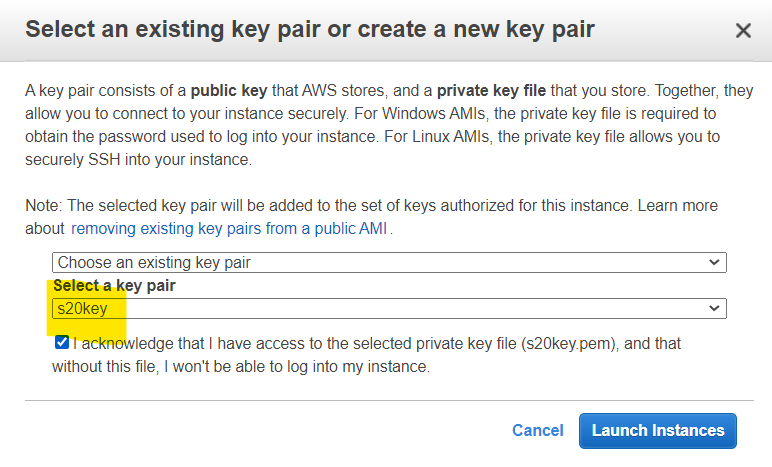 Select an existing key pair or create a new key pair
A key pair consists of a public key that AWS stores, and a private key file that you store. Together, they
allow you to connect to your instance securely. For Windows AMIs, the private key file is required to
obtain the password used to log into your instance. For Linux AMIs, the private key file allows you to
securely SSH into your instance.
Note: The selected key pair will be added to the set of keys authorized for this instance. Learn more
about removing existing key pairs from a public AMI.
Choose an existing key pair
Select a key pair
s20key
I acknowledge that I have access to the selected private key file (s20key.pem), and that
without this file, I won't be able to log into my instance.
Cancel Launch Instances